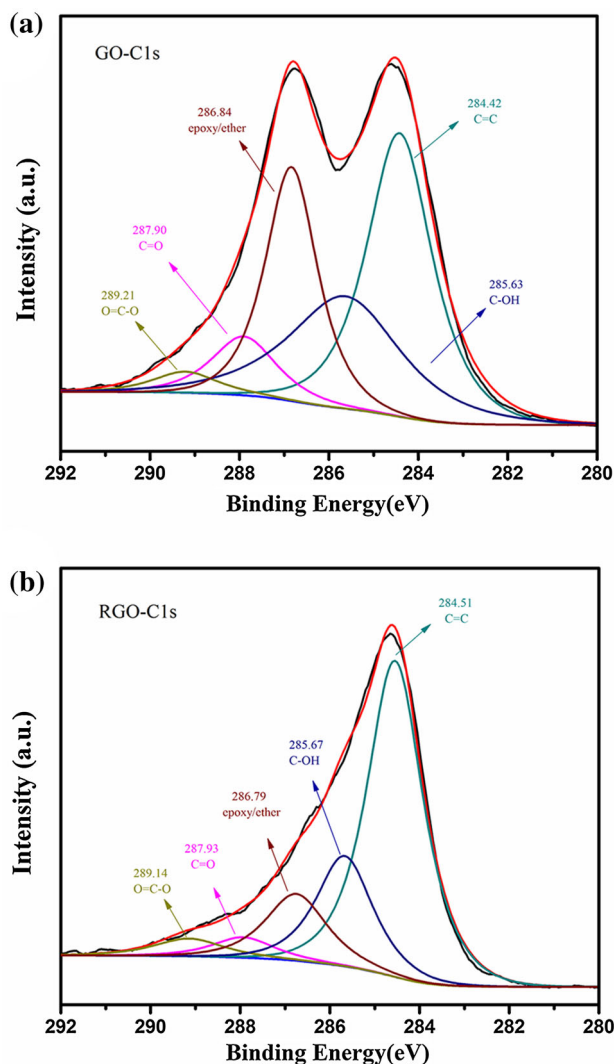 (a)
GO-C1s
286.84
epoxy/ether
284.42
C=C
287.90
C=O
289.21
O=C-O
285.63
C-OH
Intensity (a.u.)
292 290 288 286 284 282 280
Binding Energy(eV)
(b)
RGO-C1s
284.51
C=C
285.67
C-OH
286.79
epoxy/ether
287.93
C=O
289.14
O=C-O
Intensity (a.u.)
292 290 288 286 284 282 280
Binding Energy(eV)